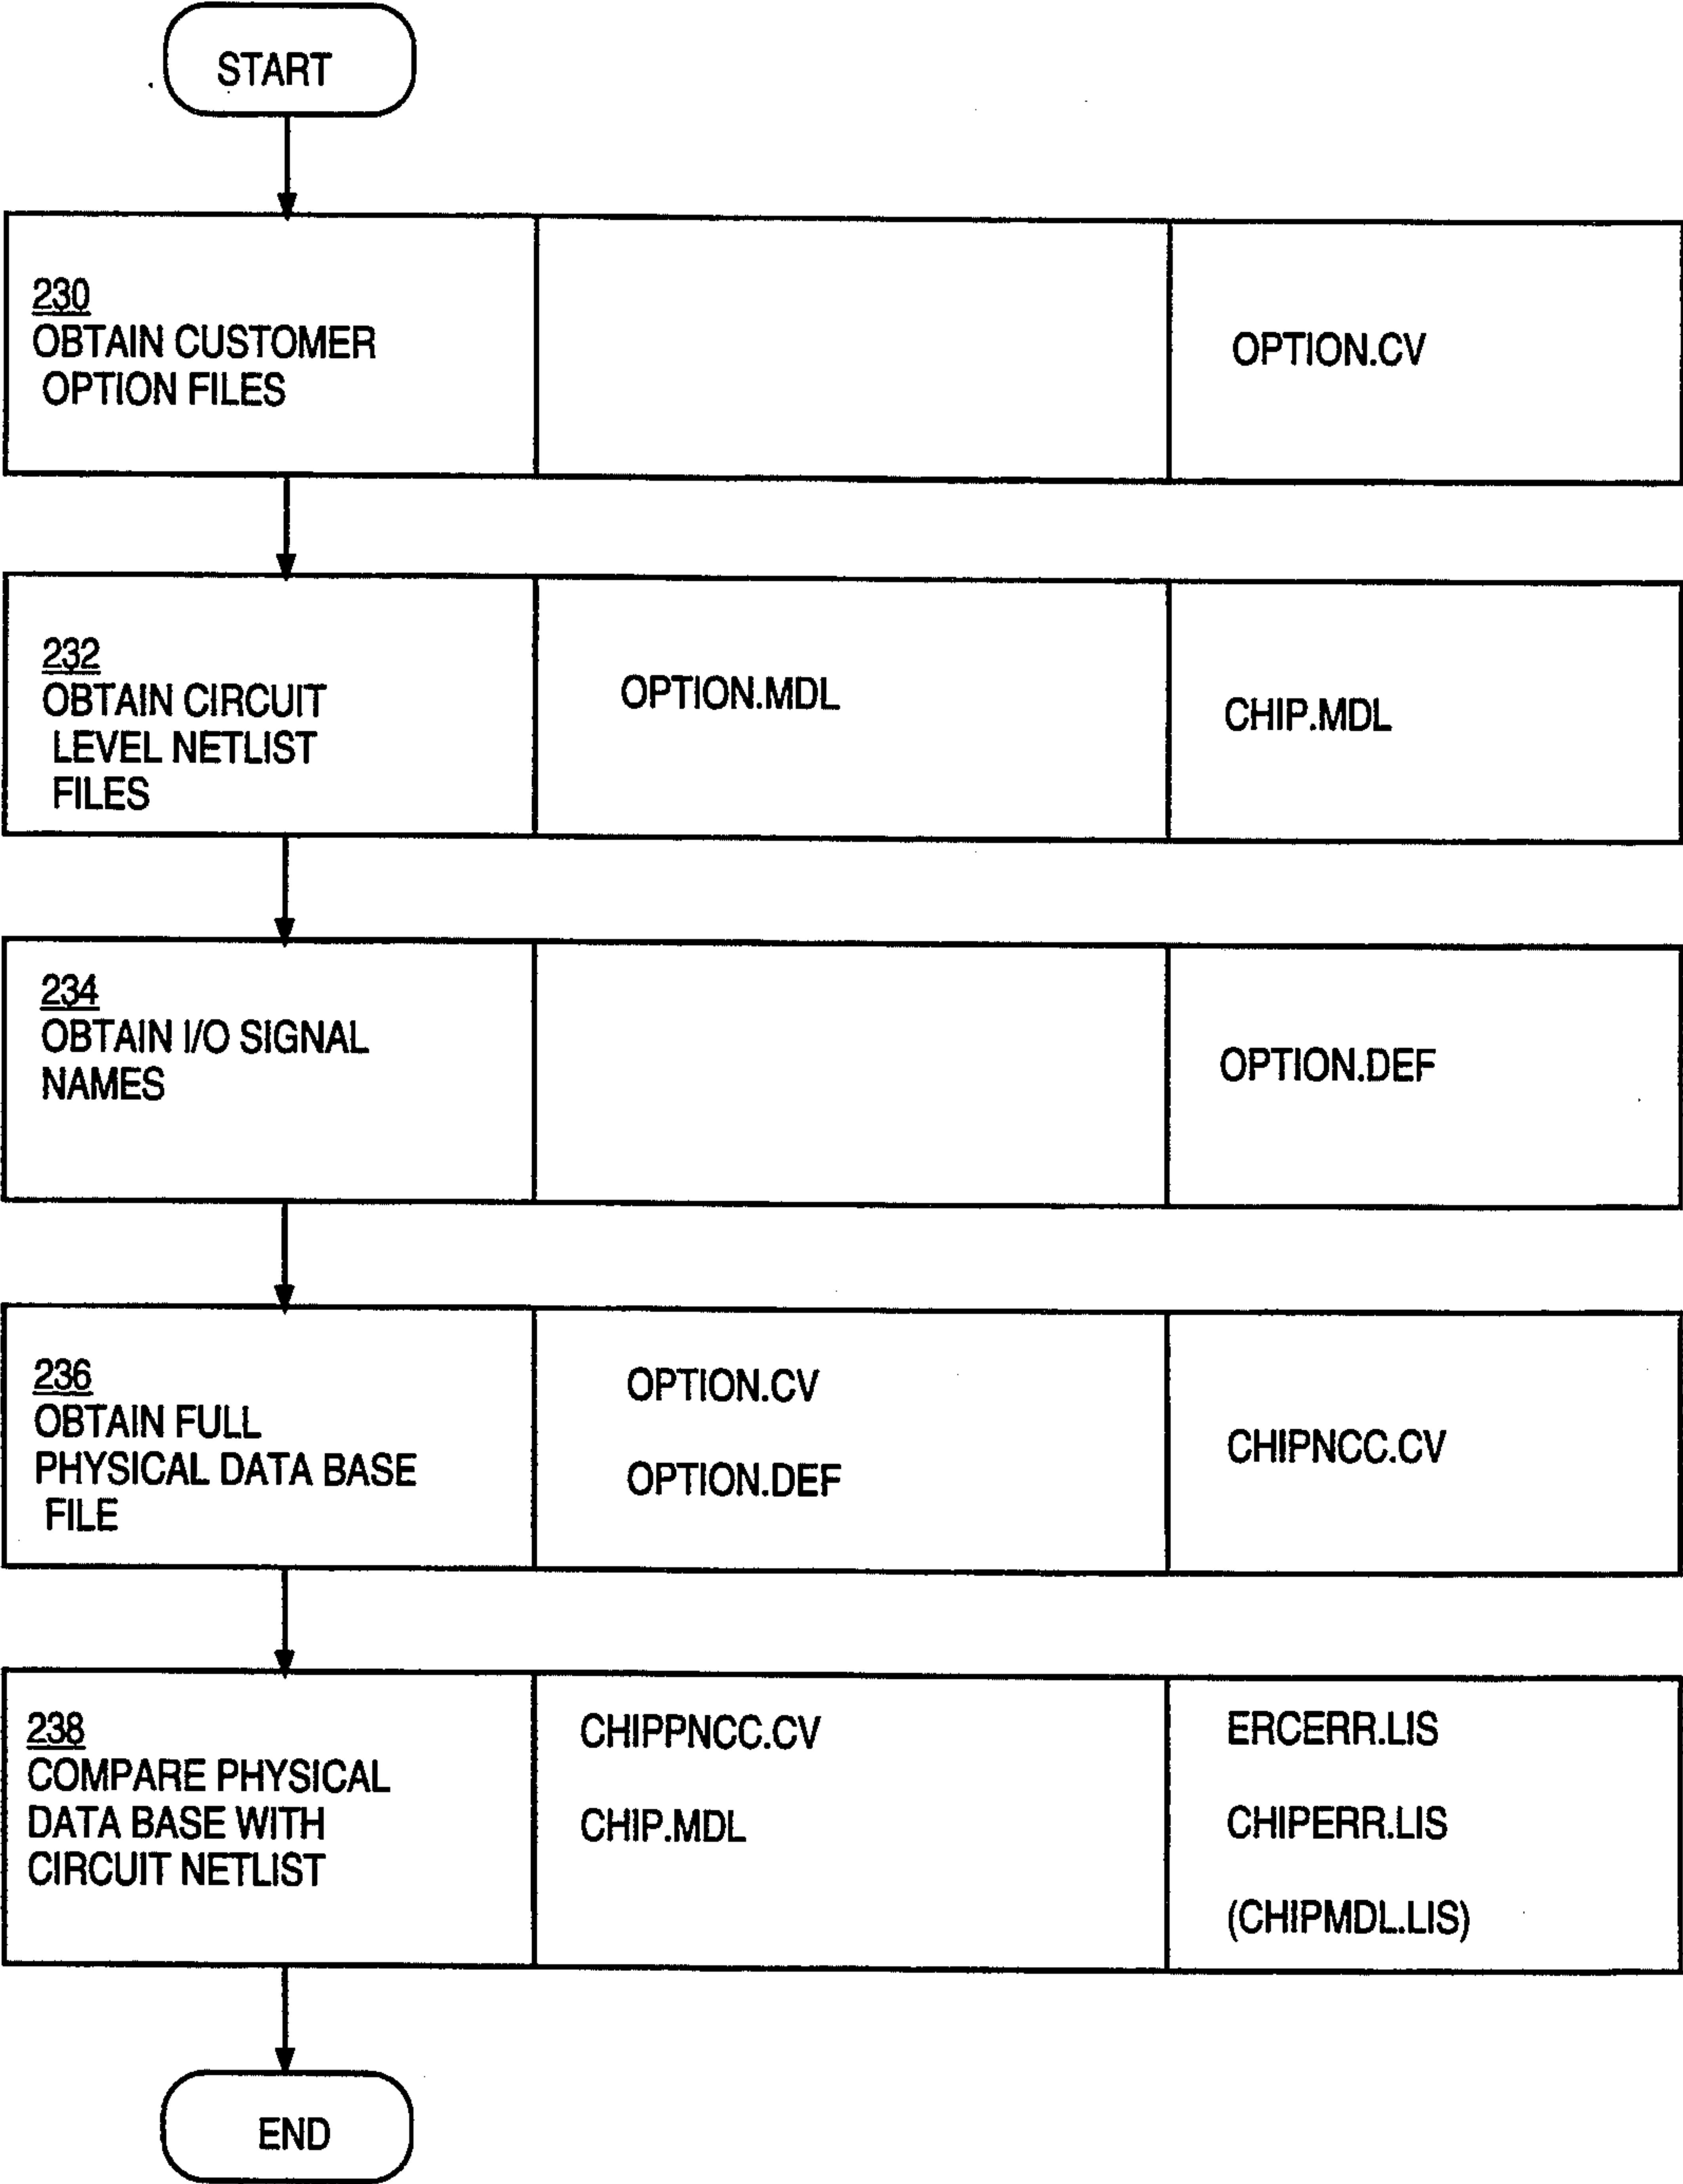 START
230
OBTAIN CUSTOMER
OPTION FILES
OPTION.CV
232
OBTAIN CIRCUIT
LEVEL NETLIST
FILES
OPTION.MDL
CHIP.MDL
234
OBTAIN I/O SIGNAL
NAMES
OPTION.DEF
236
OBTAIN FULL
PHYSICAL DATA BASE
FILE
OPTION.CV
OPTION.DEF
CHIPNCC.CV
238
COMPARE PHYSICAL
DATA BASE WITH
CIRCUIT NETLIST
CHIPPNCC.CV
CHIP.MDL
ERCERR.LIS
CHIPERR.LIS
(CHIPMDL.LIS)
END